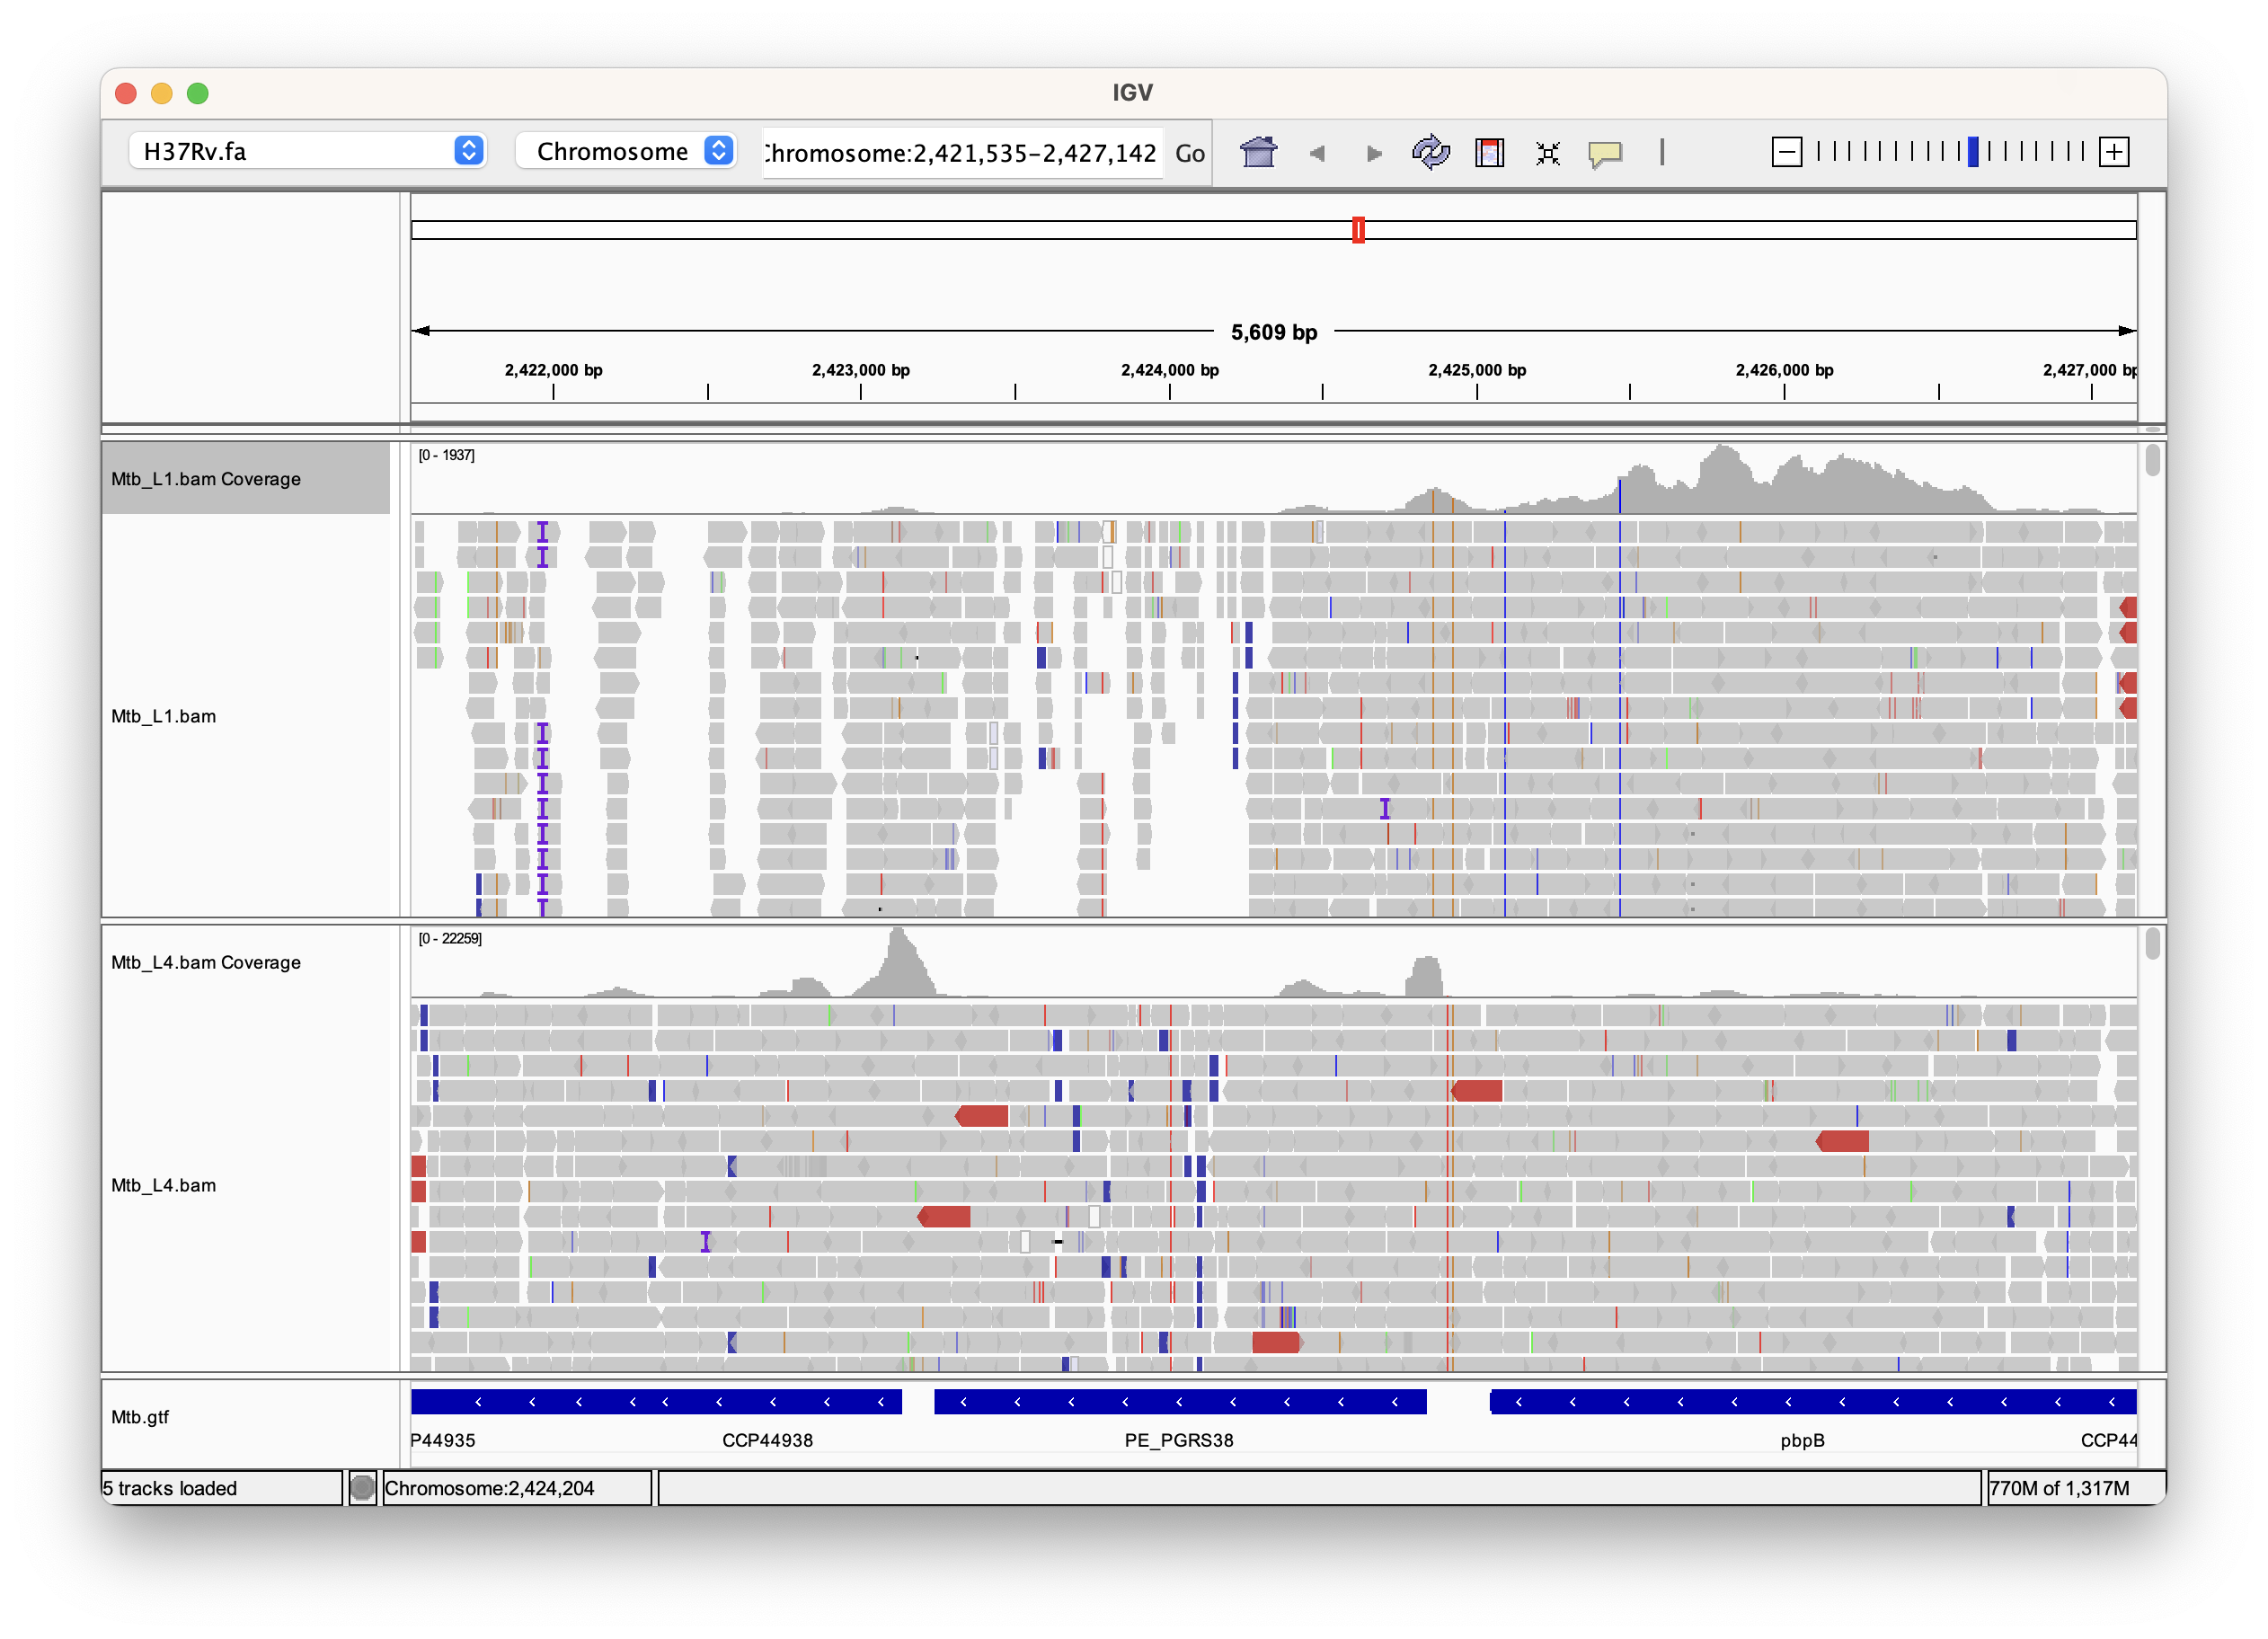 IGV
H37Rv.fa
Chromosome
:hromosome:2,421,535-2,427,142
Go
5,609 bp
2,422,000 bp 2,423,000 bp 2,424,000 bp 2,425,000 bp 2,426,000 bp 2,427,000 bp
Mtb_L1.bam Coverage
[0 - 1937]
Mtb_L1.bam
Mtb_L4.bam Coverage
[0 - 22259]
Mtb_L4.bam
Mtb.gtf
P44935 CCP44938 PE_PGRS38 pbpB CCP44
5 tracks loaded
Chromosome:2,424,204
770M of 1,317M